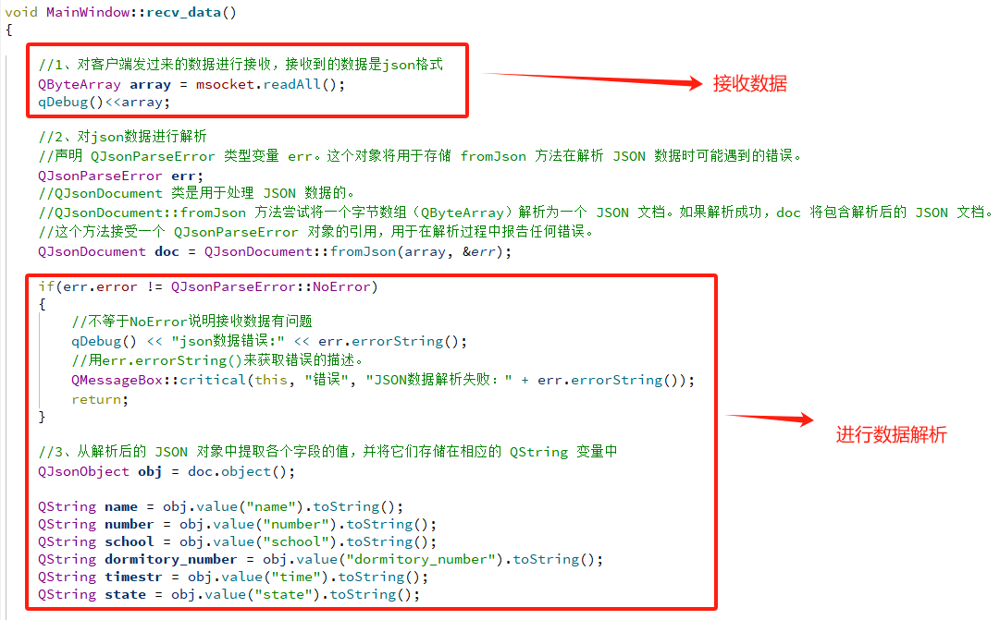 void MainWindow::recv_data()
{
//1、对客户端发过来的数据进行接收，接收到的数据是json格式
QByteArray array = msocket.readAll();
qDebug()<<array;
接收数据
//2、对json数据进行解析
//声明 QJsonParseError 类型变量 err。这个对象将用于存储 fromJson 方法在解析 JSON 数据时可能遇到的错误。
QJsonParseError err;
//QJsonDocument 类是用于处理 JSON 数据的。
//QJsonDocument::fromJson 方法尝试将一个字节数组（QByteArray）解析为一个 JSON 文档。如果解析成功，doc 将包含解析后的 JSON 文档。
//这个方法接受一个 QJsonParseError 对象的引用，用于在解析过程中报告任何错误。
QJsonDocument doc = QJsonDocument::fromJson(array, &err);
if(err.error != QJsonParseError::NoError)
{
//不等于NoError说明接收数据有问题
qDebug() << "json数据错误:" << err.errorString();
//用err.errorString()来获取错误的描述。
QMessageBox::critical(this, "错误", "JSON数据解析失败：" + err.errorString());
return;
}
进行数据解析
//3、从解析后的 JSON 对象中提取各个字段的值，并将它们存储在相应的 QString 变量中
QJsonObject obj = doc.object();
QString name = obj.value("name").toString();
QString number = obj.value("number").toString();
QString school = obj.value("school").toString();
QString dormitory_number = obj.value("dormitory_number").toString();
QString timestr = obj.value("time").toString();
QString state = obj.value("state").toString();